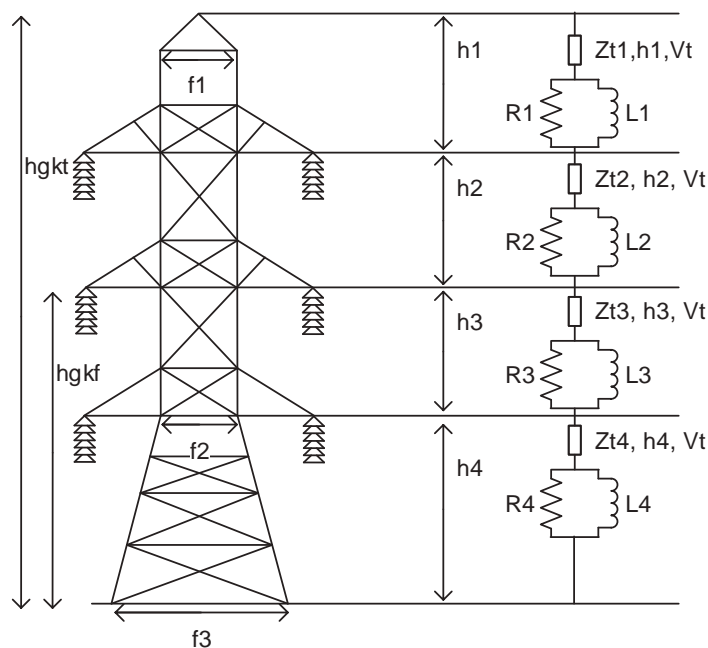 f1
h1
Zt1,h1,Vt
R1
L1
hgkt
h2
Zt2, h2, Vt
R2
L2
hgkf
h3
Zt3, h3, Vt
R3
L3
f2
h4
Zt4, h4, Vt
R4
L4
f3